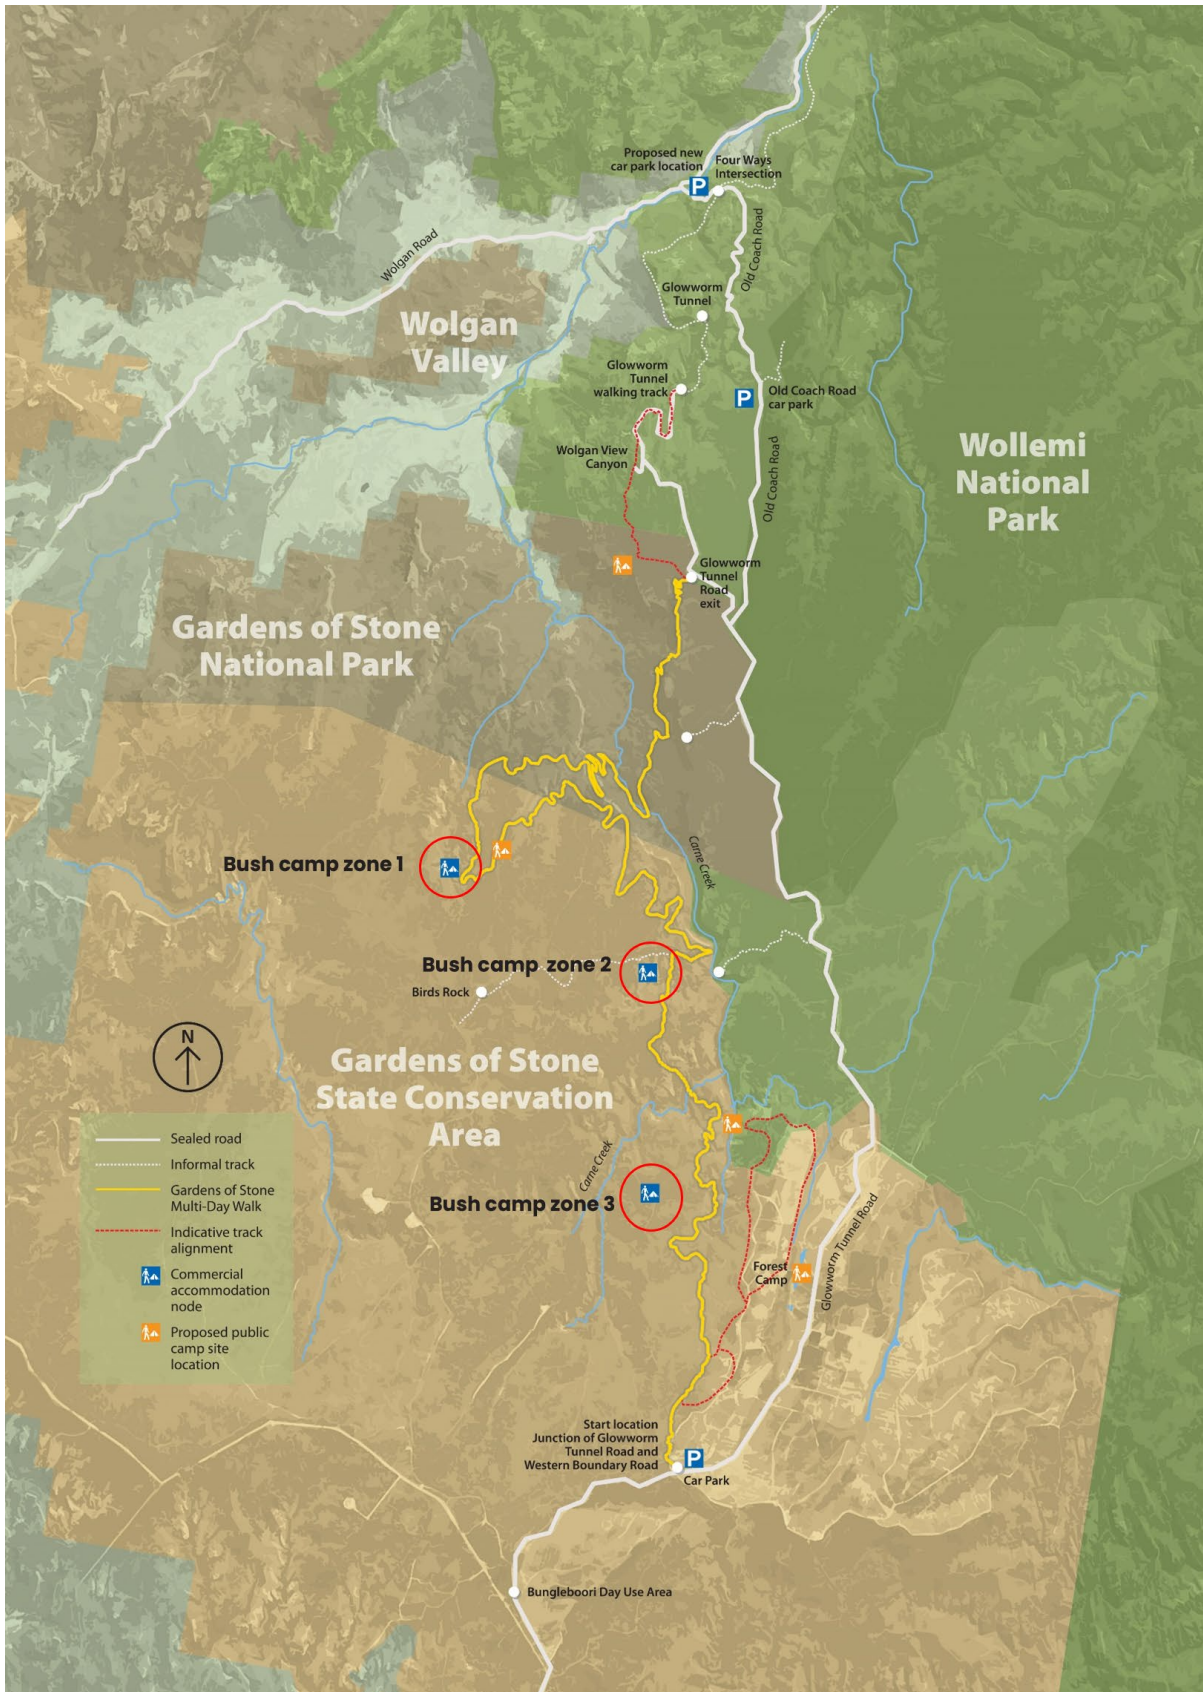 Proposed new
car park location
P
Four Ways
Intersection
Old Coach Road
Wolgan Road
Glowworm
Tunnel
Wolgan
Valley
Glowworm
Tunnel
walking track
P
Old Coach Road
car park
Wolgan View
Canyon
Old Coach Road
Wollemi
National
Park
Glowworm
Tunnel
Road
exit
Gardens of Stone
National Park
Carne Creek
Bush camp zone 1
Bush camp zone 2
Birds Rock
N
Gardens of Stone
State Conservation
Area
Sealed road
Informal track
Gardens of Stone
Multi-Day Walk
Indicative track
alignment
Commercial
accommodation
node
Proposed public
camp site
location
Carne Creek
Bush camp zone 3
Forest
Camp
Glowworm Tunnel Road
Start location
Junction of Glowworm
Tunnel Road and
Western Boundary Road
P
Car Park
Bungleboori Day Use Area